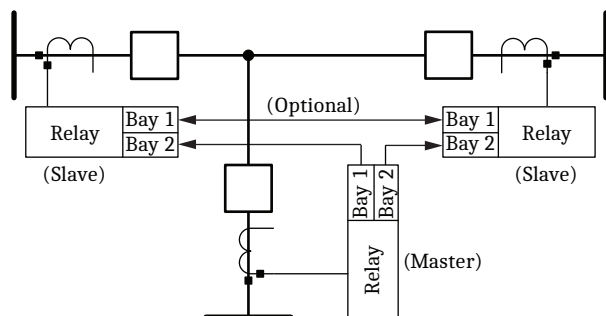 (Optional)
Relay
Bay 1
Bay 2
(Slave)
Bay 1
Bay 2
Relay
(Slave)
Bay 1
Bay 2
Relay
(Master)